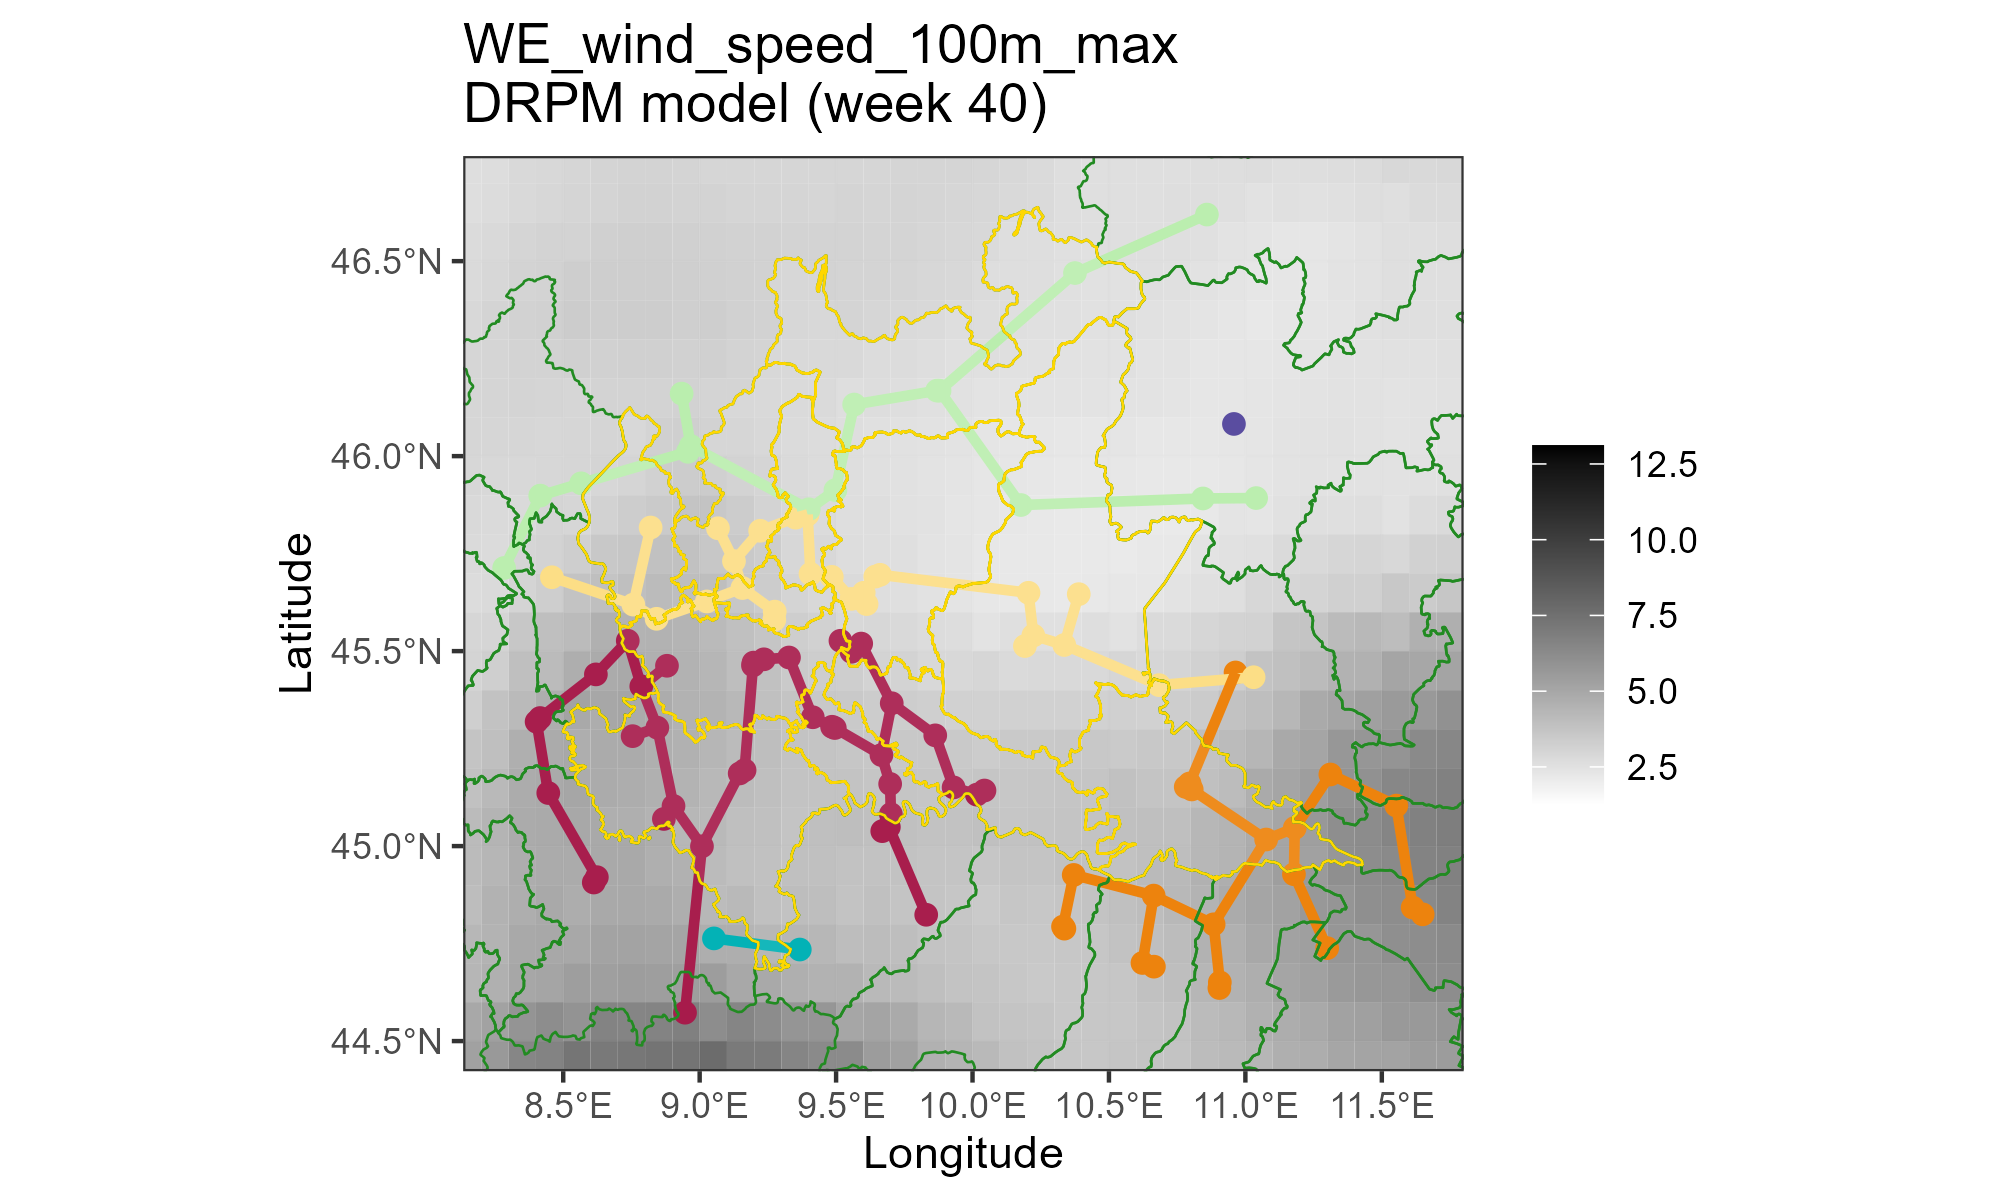 WE_wind_speed_100m_max
DRPM model (week 40)
Latitude
46.5°N
46.0°N
45.5°N
45.0°N
44.5°N
8.5°E
9.0°E
9.5°E
10.0°E
10.5°E
11.0°E
11.5°E
Longitude
12.5
10.0
7.5
5.0
2.5